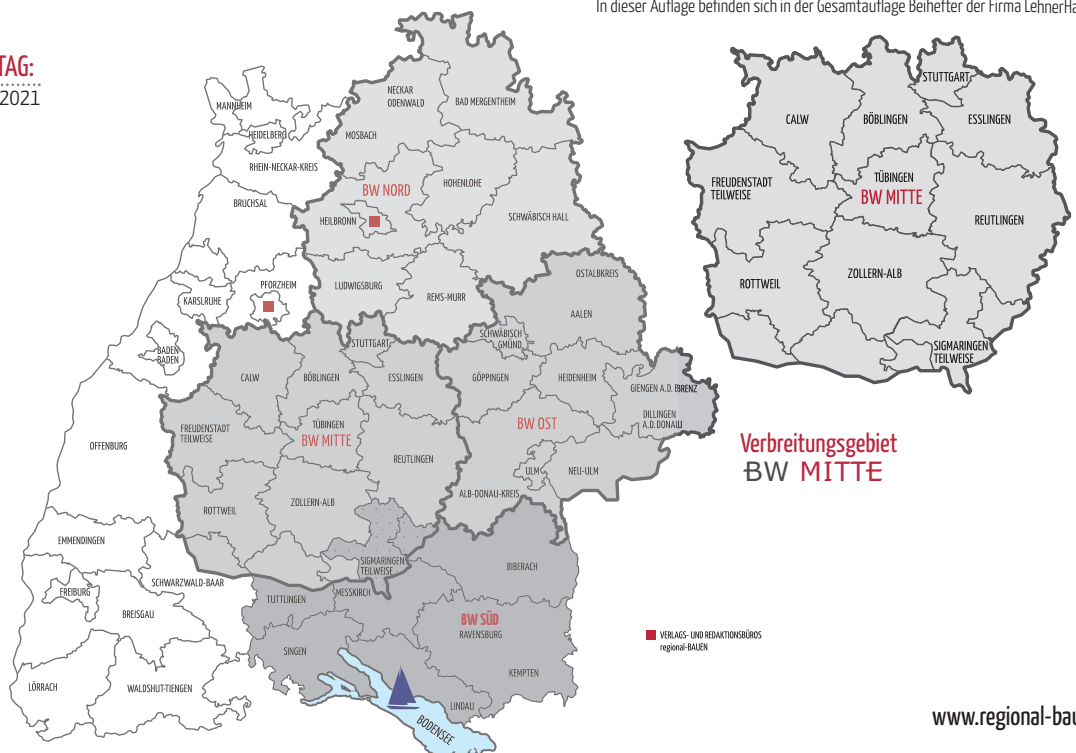 In dieser Auflage befinden sich in der Gesamtauflage Beihefter der Firma LehnerHa
TAG:
2021
MANNHEIM
HEIDELBERG
RHEIN-NECKAR-KREIS
BRUCHSAL
KARLSRUHE
PFORZHEIM
BADEN
BADEN
OFFENBURG
EMMENDINGEN
FREIBURG
BREISGAU
SCHWARZWALD-BAAR
LÖRRACH
WALDSHUT-TIENGEN
NECKAR
ODENWALD
BAD MERGENTHEIM
MOSBACH
BW NORD
HOHENLOHE
HEILBRONN
SCHWÄBISCH HALL
LUDWIGSBURG
REMS-MURR
OSTALBKREIS
AALEN
SCHWÄBISCH
GMÜND
GÖPPINGEN
HEIDENHEIM
GIENGEN A.D. BRENZ
DILLINGEN
A.D.DONAU
BW OST
ULM
NEU-ULM
ALB-DONAU-KREIS
STUTTGART
CALW
BÖBLINGEN
ESSLINGEN
FREUDENSTADT
TEILWEISE
TÜBINGEN
BW MITTE
REUTLINGEN
ZOLLERN-ALB
ROTTWEIL
SIGMARINGEN
TEILWEISE
TUTTLINGEN
MESSKIRCH
BIBERACH
BW SÜD
RAVENSBURG
SINGEN
KEMPTEN
LINDAU
BODENSEE
STUTTGART
CALW
BÖBLINGEN
ESSLINGEN
FREUDENSTADT
TEILWEISE
TÜBINGEN
BW MITTE
REUTLINGEN
ZOLLERN-ALB
ROTTWEIL
SIGMARINGEN
TEILWEISE
Verbreitungsgebiet
BW MITTE
VERLAGS- UND REDAKTIONSBÜROS
regional-BAUEN
www.regional-bau